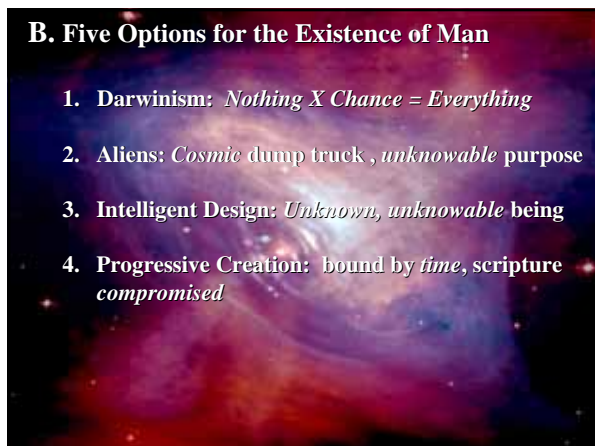 B. Five Options for the Existence of Man
1. Darwinism: Nothing X Chance = Everything
2. Aliens: Cosmic dump truck , unknowable purpose
3. Intelligent Design: Unknown, unknowable being
4. Progressive Creation: bound by time, scripture
compromised